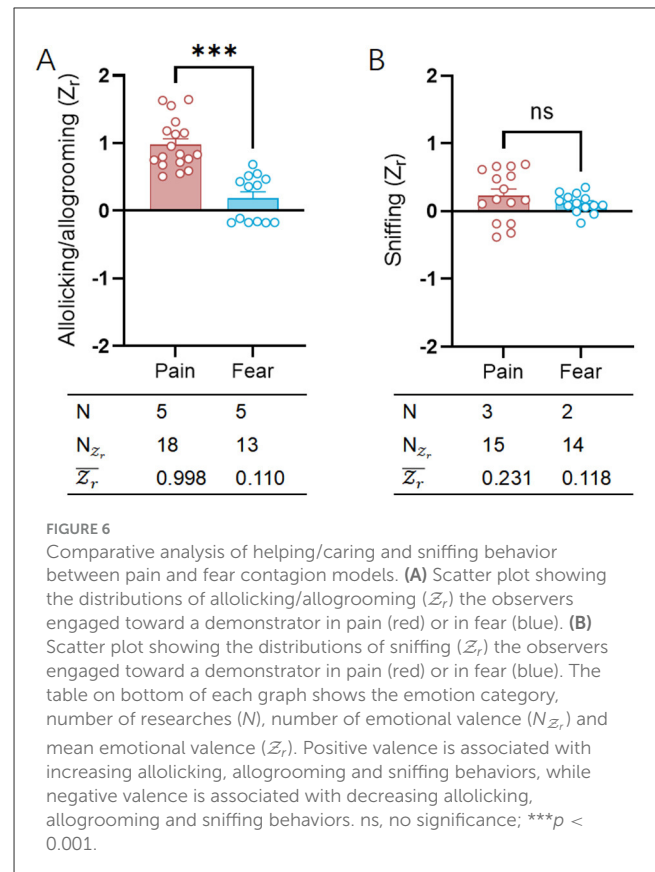 A
Allolicking/allogrooming (Zr)
2
1
0
-1
-2
***
Pain Fear
N 5 5
N𝒵r 18 13
𝒵r 0.998 0.110
B
Sniffing (Zr)
2
1
0
-1
-2
ns
Pain Fear
N 3 2
N𝒵r 15 14
𝒵r 0.231 0.118
FIGURE 6
Comparative analysis of helping/caring and sniffing behavior
between pain and fear contagion models. (A) Scatter plot showing
the distributions of allolicking/allogrooming (𝒵r) the observers
engaged toward a demonstrator in pain (red) or in fear (blue). (B)
Scatter plot showing the distributions of sniffing (𝒵r) the observers
engaged toward a demonstrator in pain (red) or in fear (blue). The
table on bottom of each graph shows the emotion category,
number of researches (N), number of emotional valence (N𝒵r) and
mean emotional valence (𝒵r). Positive valence is associated with
increasing allolicking, allogrooming and sniffing behaviors, while
negative valence is associated with decreasing allolicking,
allogrooming and sniffing behaviors. ns, no significance; ***p <
0.001.